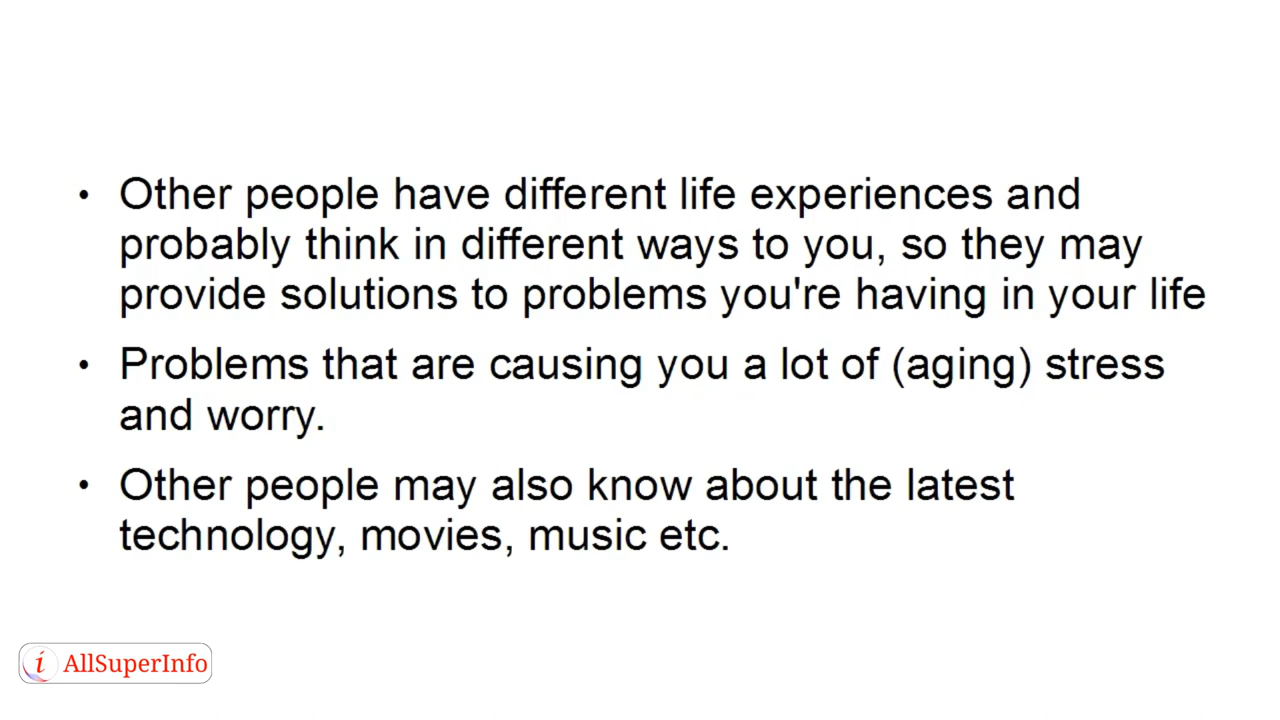 • Other people have different life experiences and
probably think in different ways to you, so they may
provide solutions to problems you're having in your life
• Problems that are causing you a lot of (aging) stress
and worry.
• Other people may also know about the latest
technology, movies, music etc.
i AllSuperInfo